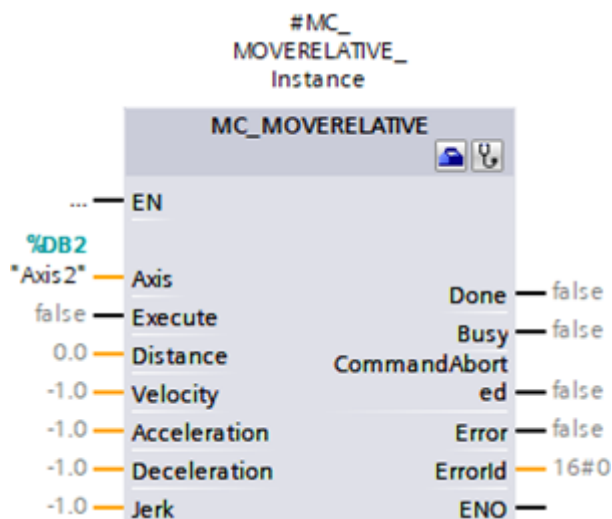 #MC_
MOVERELATIVE_
Instance
MC_MOVERELATIVE
... EN
%DB2
"Axis2" Axis
Done false
false Execute
Busy false
0.0 Distance
CommandAbort
-1.0 Velocity
ed false
-1.0 Acceleration
Error false
-1.0 Deceleration
ErrorId 16#0
-1.0 Jerk
ENO